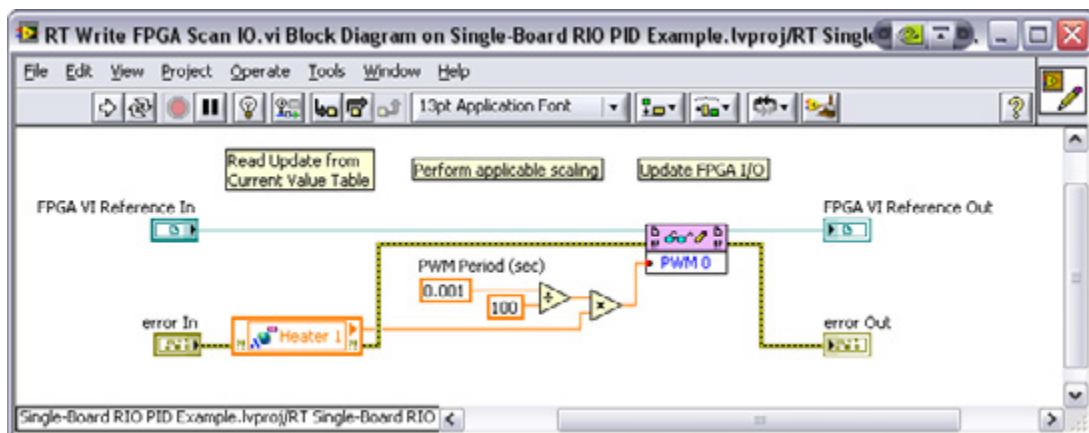 RT Write FPGA Scan IO.vi Block Diagram on Single-Board RIO PID Example.lvproj/RT Single
File Edit View Project Operate Tools Window Help
13pt Application Font
Read Update from
Current Value Table
Perform applicable scaling
Update FPGA I/O
FPGA VI Reference In
FPGA VI Reference Out
PWM 0
PWM Period (sec)
0.001
100
error In
Heater 1
error Out
Single-Board RIO PID Example.lvproj/RT Single-Board RIO